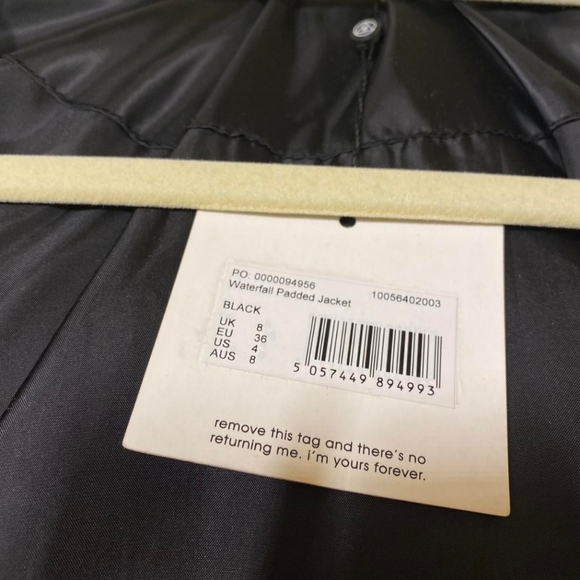 PO: 0000094956
Waterfall Padded Jacket 10056402003
BLACK
UK 8
EU 36
US 4
AUS 8
5 057449 894993
remove this tag and there's no
returning me. i'm yours forever.